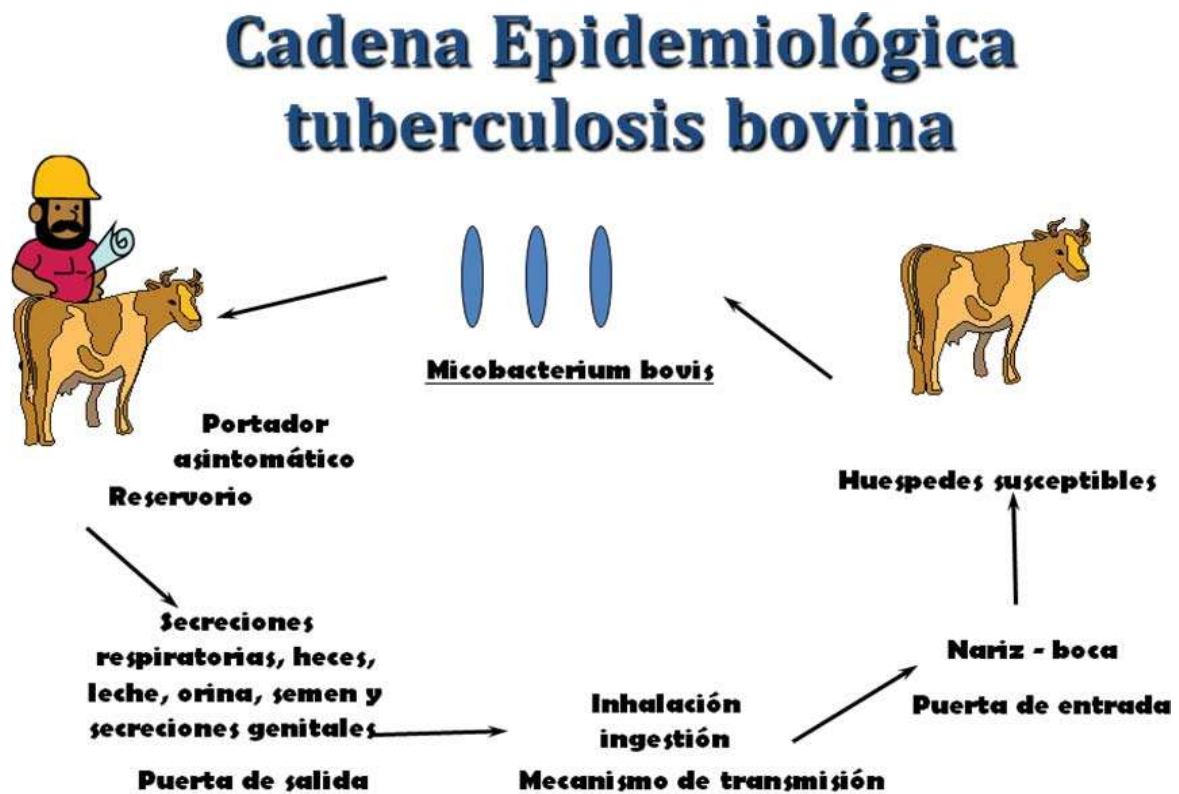 Cadena Epidemiológica
tuberculosis bovina
Micobacterium bovis
Portador
asintomático
Reservorio
Secreciones
respiratorias, heces,
leche, orina, semen y
secreciones genitales
Puerta de salida
Inhalación
ingestión
Mecanismo de transmisión
Nariz - boca
Puerta de entrada
Huespedes susceptibles